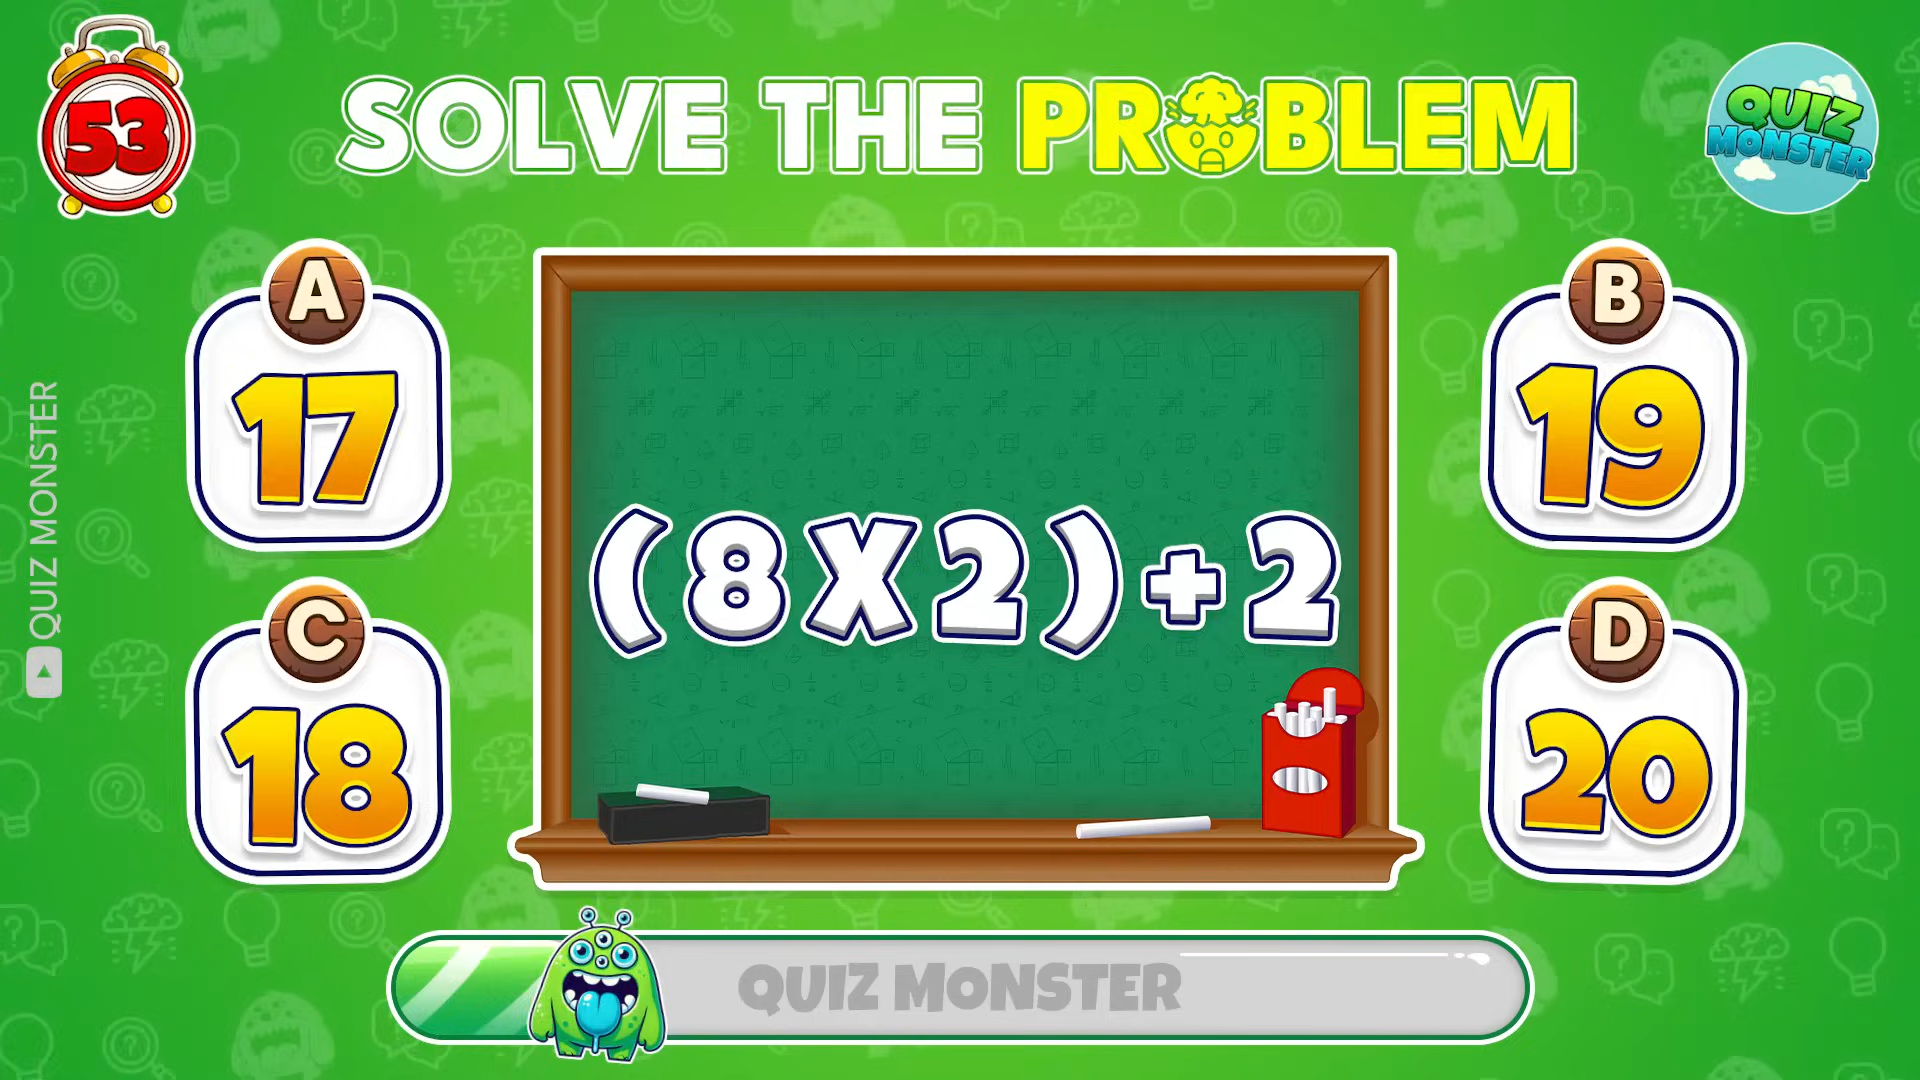 53
SOLVE THE PROBLEM
QUIZ
MONSTER
A
17
B
19
(8X2)+2
C
18
D
20
QUIZ MONSTER
QUIZ MONSTER